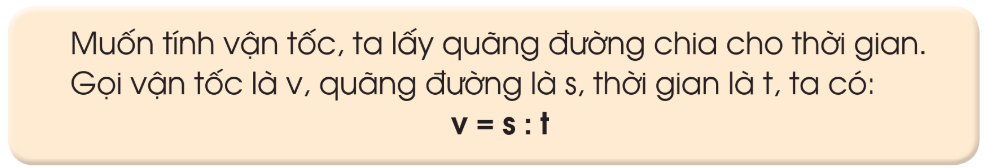 Muốn tính vận tốc, ta lấy quãng đường chia cho thời gian.
Gọi vận tốc là v, quãng đường là s, thời gian là t, ta có:
v = s : t